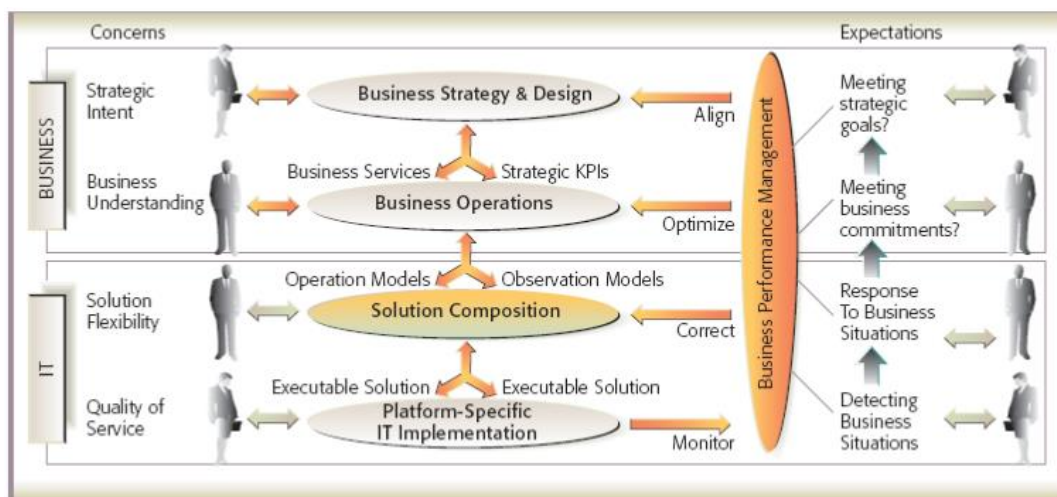 Concerns
Expectations
BUSINESS
Strategic
Intent
Business Strategy & Design
Align
Meeting
strategic
goals?
Business Services
Strategic KPIs
Business
Understanding
Business Operations
Optimize
Meeting
business
commitments?
Business Performance Management
Operation Models
Observation Models
IT
Solution
Flexibility
Solution Composition
Correct
Response
To Business
Situations
Executable Solution
Executable Solution
Quality of
Service
Platform-Specific
IT Implementation
Monitor
Detecting
Business
Situations